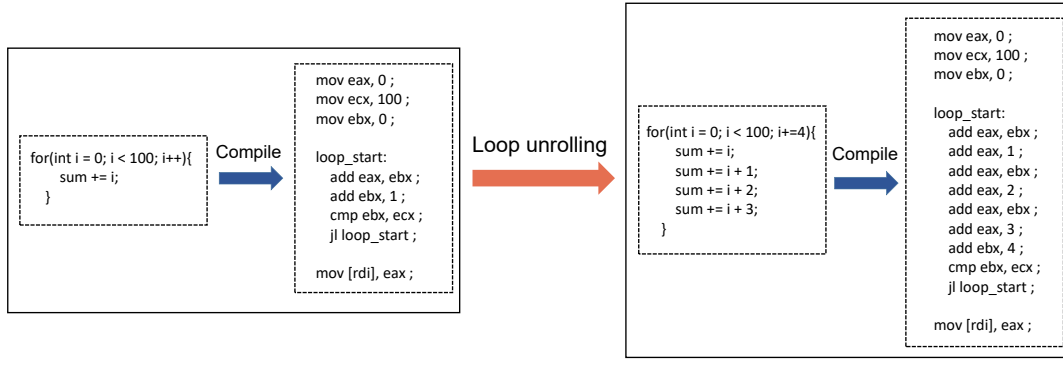 for(int i = 0; i < 100; i++){
sum += i;
}
Compile
mov eax, 0 ;
mov ecx, 100 ;
mov ebx, 0 ;
loop_start:
add eax, ebx ;
add ebx, 1 ;
cmp ebx, ecx ;
jl loop_start ;
mov [rdi], eax ;
Loop unrolling
for(int i = 0; i < 100; i+=4){
sum += i;
sum += i + 1;
sum += i + 2;
sum += i + 3;
}
Compile
mov eax, 0 ;
mov ecx, 100 ;
mov ebx, 0 ;
loop_start:
add eax, ebx ;
add eax, 1 ;
add eax, ebx ;
add eax, 2 ;
add eax, ebx ;
add eax, 3 ;
add ebx, 4 ;
cmp ebx, ecx ;
jl loop_start ;
mov [rdi], eax ;